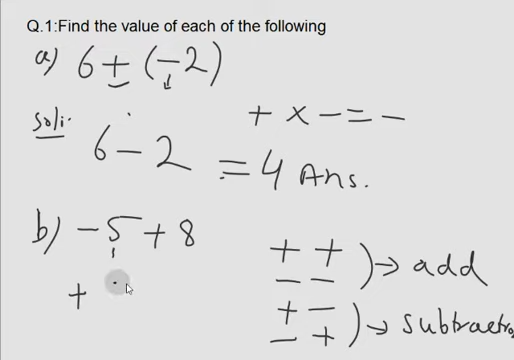 Q.1:Find the value of each of the following
a) 6 + (-2)
Soln:
+ x - = -
6 - 2 = 4 Ans.
b) -5 + 8
+
+ +
- - ) → add
+ -
- + ) → subtract